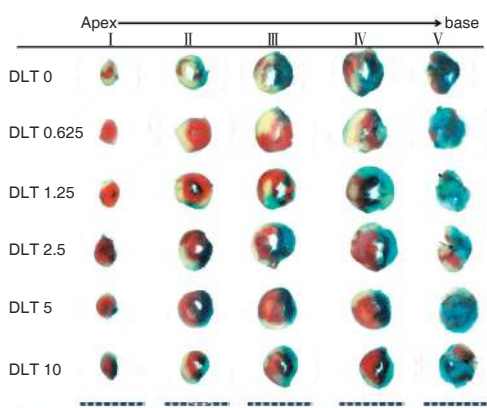 Apex base
I II III IV V
DLT 0
DLT 0.625
DLT 1.25
DLT 2.5
DLT 5
DLT 10